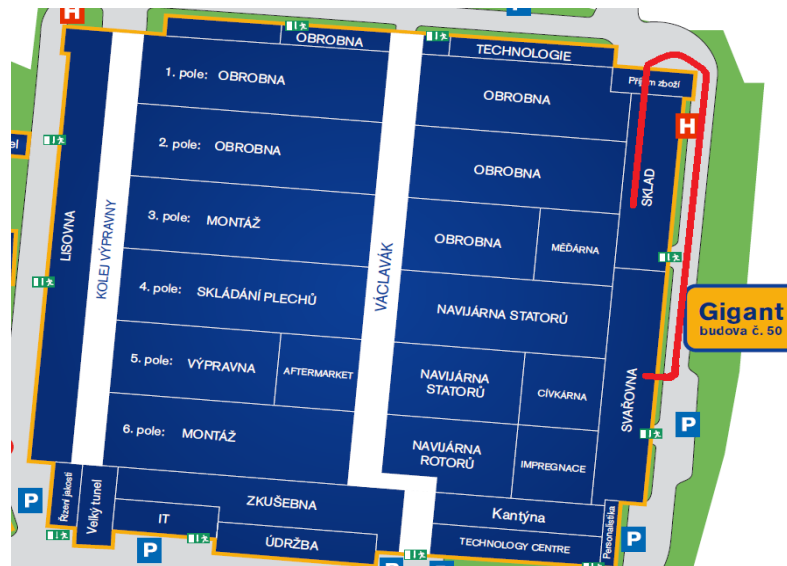 P
H
OBROBNA
TECHNOLOGIE
1. pole: OBROBNA
OBROBNA
Příjem zboží
H
2. pole: OBROBNA
OBROBNA
SKLAD
LISOVNA
KOLEJ VÝPRAVNY
3. pole: MONTÁŽ
VÁCLAVÁK
OBROBNA
MĚĎÁRNA
4. pole: SKLÁDÁNÍ PLECHŮ
NAVIJÁRNA STATORŮ
Gigant
budova č. 50
5. pole: VÝPRAVNA
AFTERMARKET
NAVIJÁRNA
STATORŮ
CÍVKÁRNA
SVAŘOVNA
P
6. pole: MONTÁŽ
NAVIJÁRNA
ROTORŮ
IMPREGNACE
P
Řízení jakosti
Velký tunel
ZKUŠEBNA
IT
ÚDRŽBA
Kantýna
TECHNOLOGY CENTRE
Personalistika
P
P